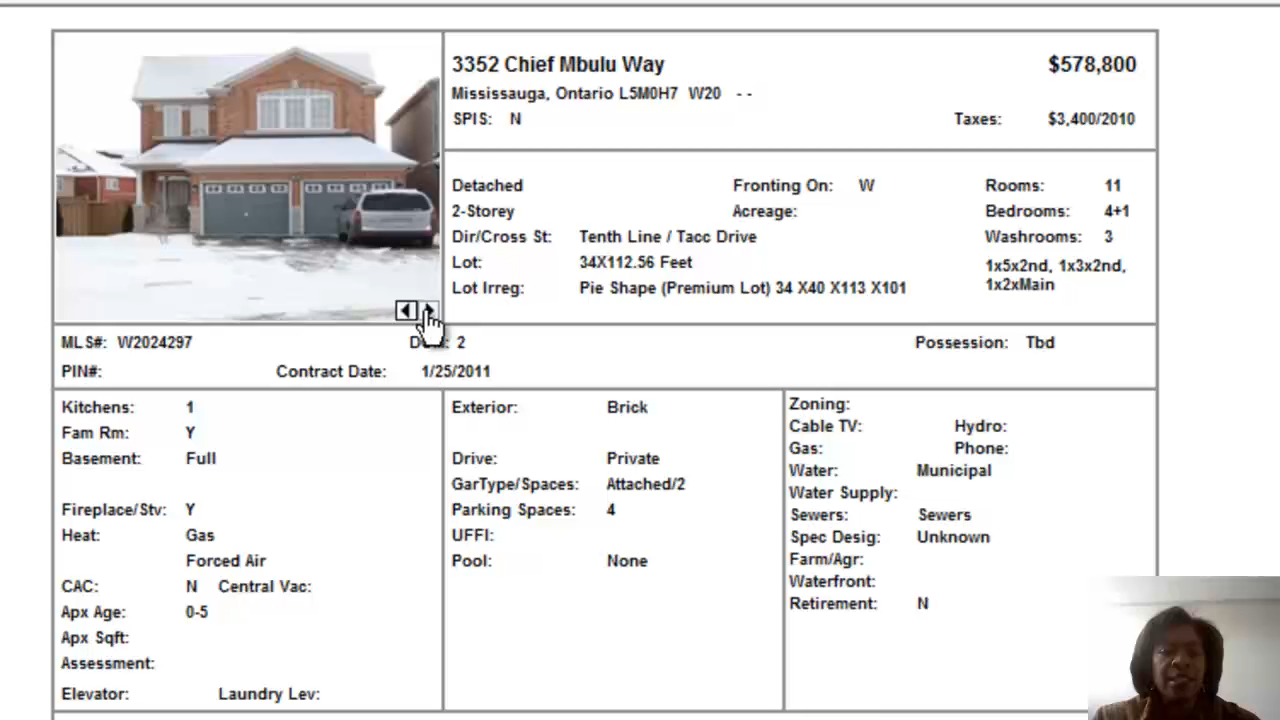 3352 Chief Mbulu Way $578,800
Mississauga, Ontario L5M0H7 W20 - -
SPIS: N Taxes: $3,400/2010
Detached Fronting On: W Rooms: 11
2-Storey Acreage: Bedrooms: 4+1
Dir/Cross St: Tenth Line / Tacc Drive Washrooms: 3
Lot: 34X112.56 Feet 1x5x2nd, 1x3x2nd,
Lot Irreg: Pie Shape (Premium Lot) 34 X40 X113 X101 1x2xMain
MLS#: W2024297 2 Possession: Tbd
PIN#: Contract Date: 1/25/2011
Kitchens: 1 Exterior: Brick Zoning:
Fam Rm: Y Cable TV: Hydro:
Gas: Phone:
Basement: Full Drive: Private Water: Municipal
GarType/Spaces: Attached/2 Water Supply:
Fireplace/Stv: Y Parking Spaces: 4 Sewers: Sewers
Heat: Gas UFFI: Spec Desig: Unknown
Forced Air Pool: None Farm/Agr:
CAC: N Central Vac: Waterfront:
Apx Age: 0-5 Retirement: N
Apx Sqft:
Assessment:
Elevator: Laundry Lev: